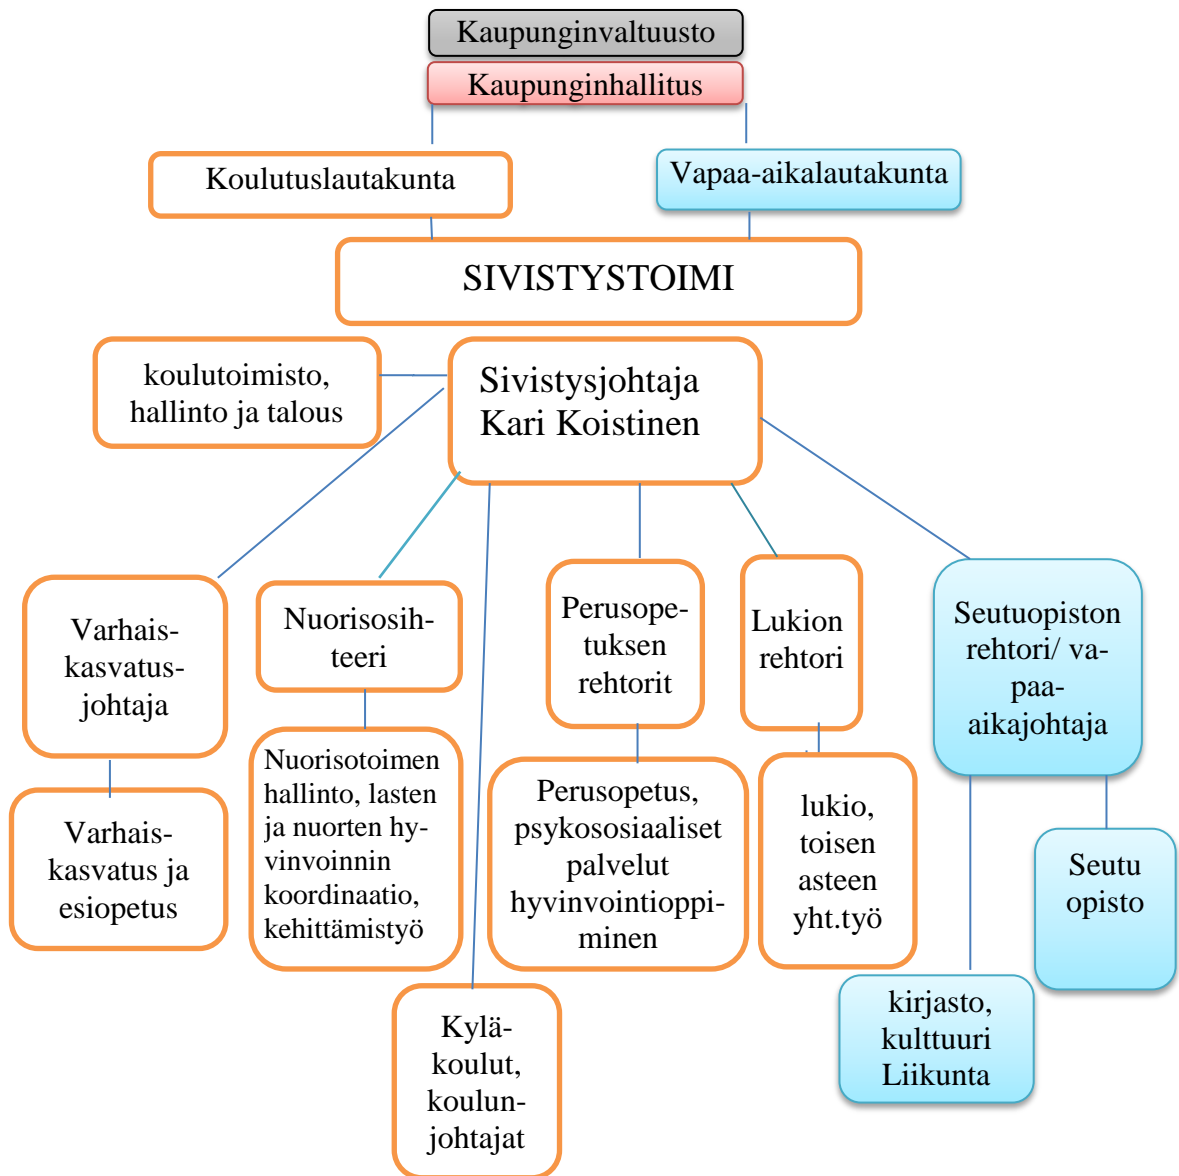 Kaupunginvaltuusto
Kaupunginhallitus
Koulutuslautakunta
Vapaa-aikalautakunta
SIVISTYSTOIMI
koulutoimisto,
hallinto ja talous
Sivistysjohtaja
Kari Koistinen
Varhais-
kasvatus-
johtaja
Nuorisosih-
teeri
Perusope-
tuksen
rehtorit
Lukion
rehtori
Seutuopiston
rehtori/ va-
paa-
aikajohtaja
Varhais-
kasvatus ja
esiopetus
Nuorisotoimen
hallinto, lasten
ja nuorten hy-
vinvoinnin
koordinaatio,
kehittämistyö
Perusopetus,
psykososiaaliset
palvelut
hyvinvointioppi-
minen
lukio,
toisen
asteen
yht.työ
Seutu
opisto
Kylä-
koulut,
koulun-
johtajat
kirjasto,
kulttuuri
Liikunta